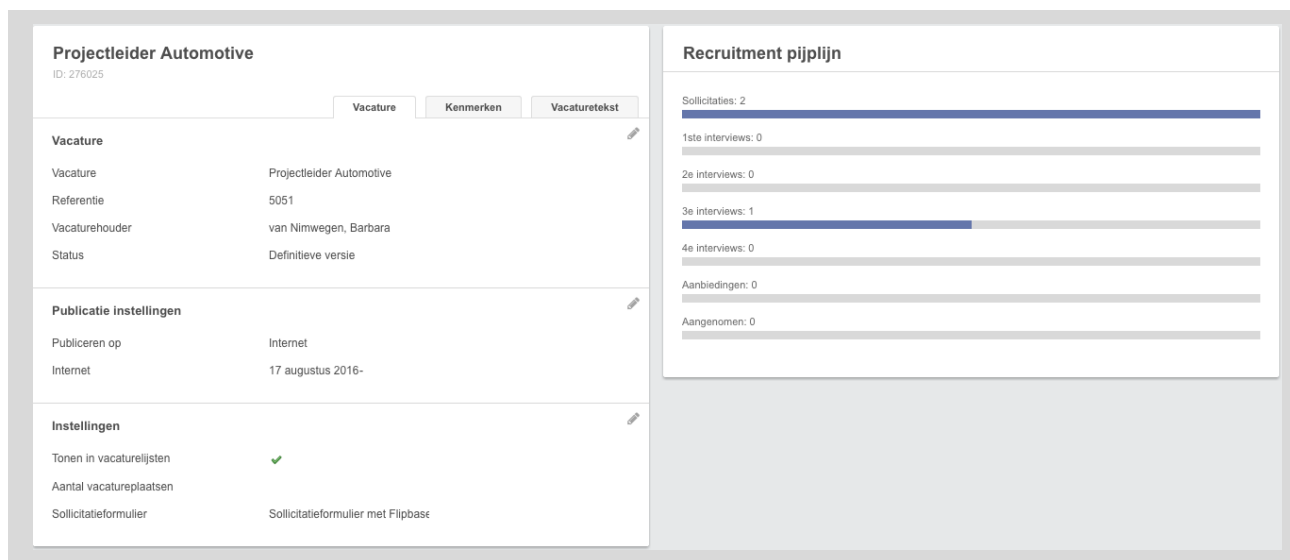 Projectleider Automotive
ID: 276025
Vacature Kenmerken Vacaturetekst
Vacature
Vacature Projectleider Automotive
Referentie 5051
Vacaturehouder van Nimwegen, Barbara
Status Definitieve versie
Publicatie instellingen
Publiceren op Internet
Internet 17 augustus 2016-
Instellingen
Tonen in vacaturelijsten
Aantal vacatureplaatsen
Sollicitatieformulier Sollicitatieformulier met Flipbase
Recruitment pijplijn
Sollicitaties: 2
1ste interviews: 0
2e interviews: 0
3e interviews: 1
4e interviews: 0
Aanbiedingen: 0
Aangenomen: 0